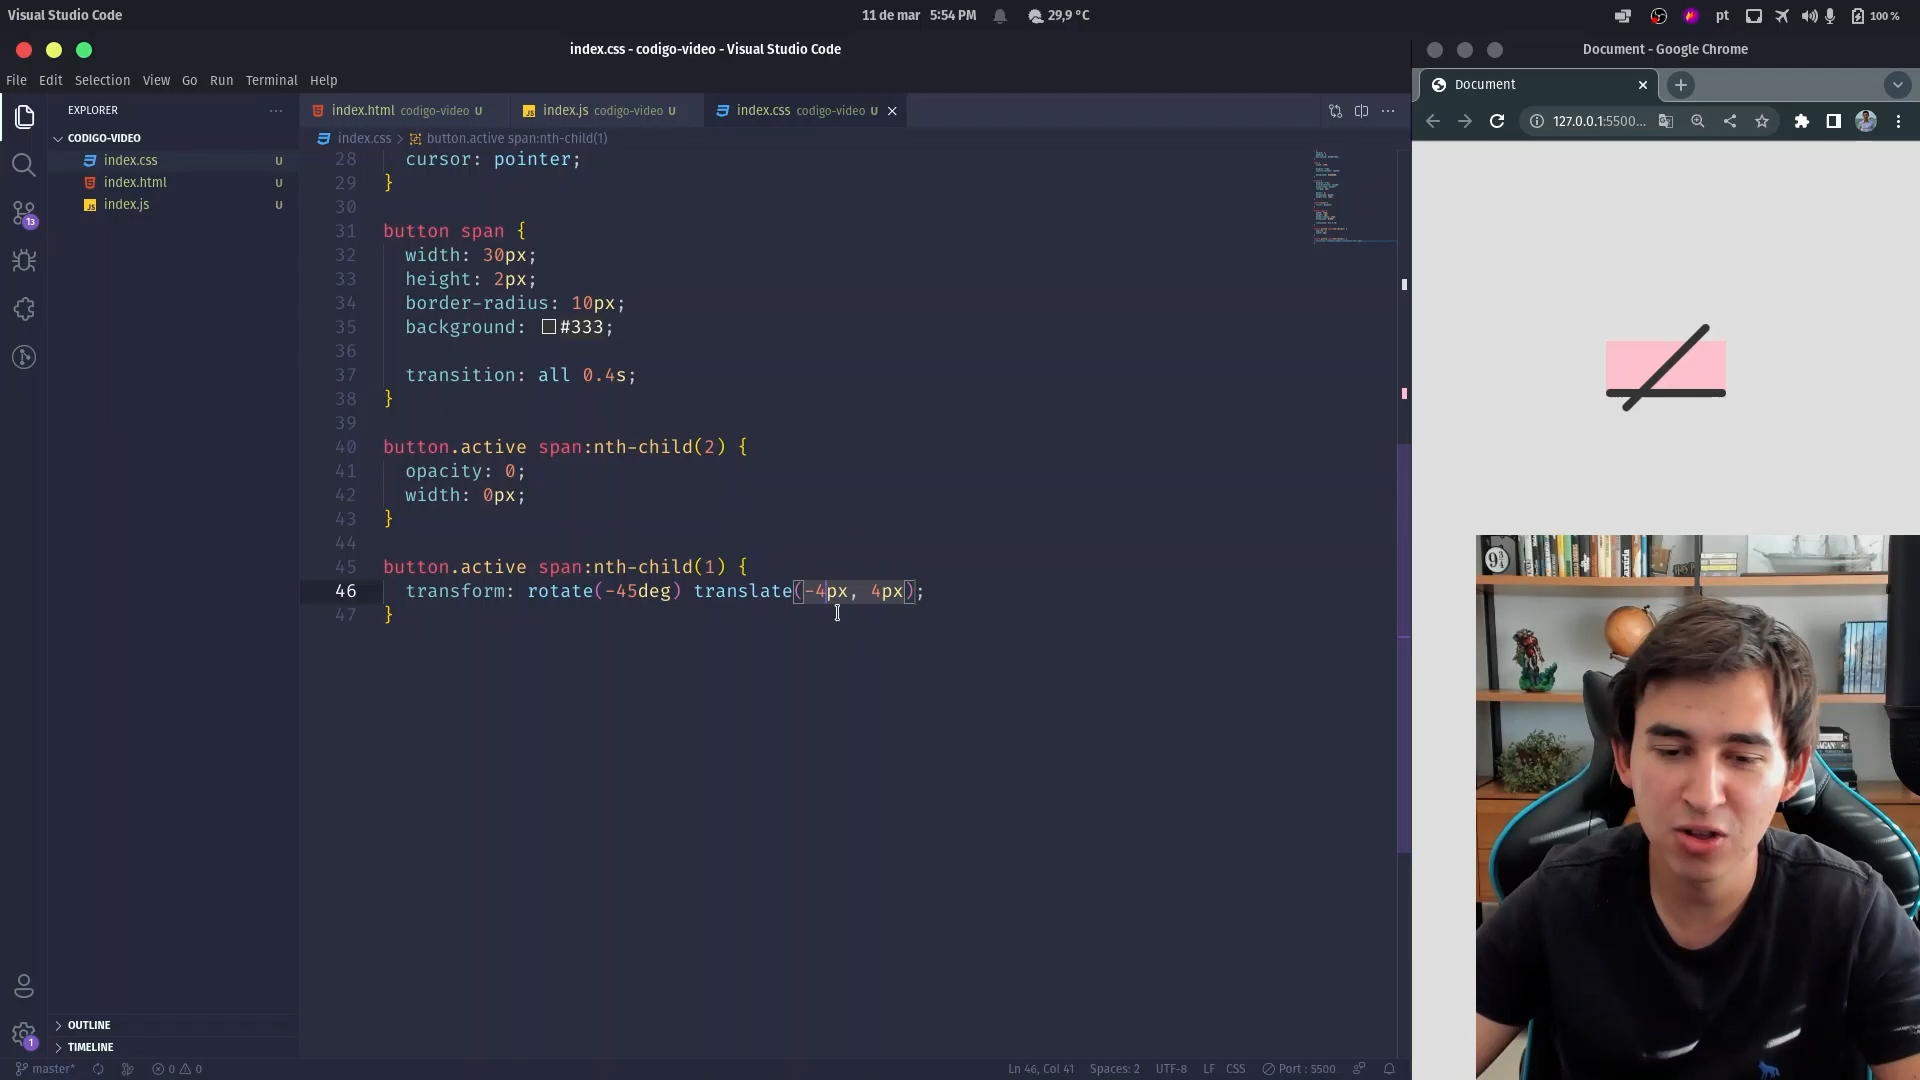 Visual Studio Code
11 de mar 5:54 PM
29,9 °C
pt
100 %
index.css - codigo-video - Visual Studio Code
File Edit Selection View Go Run Terminal Help
EXPLORER
CODIGO-VIDEO
index.css U
index.html U
index.js U
13
index.html codigo-video U
index.js codigo-video U
index.css codigo-video U
index.css > button.active span:nth-child(1)
28 cursor: pointer;
29 }
30
31 button span {
32 width: 30px;
33 height: 2px;
34 border-radius: 10px;
35 background: #333;
36
37 transition: all 0.4s;
38 }
39
40 button.active span:nth-child(2) {
41 opacity: 0;
42 width: 0px;
43 }
44
45 button.active span:nth-child(1) {
46 transform: rotate(-45deg) translate(-4px, 4px);
47 }
OUTLINE
TIMELINE
1
master* 0 0
Ln 46, Col 41 Spaces: 2 UTF-8 LF CSS Port : 5500
Document - Google Chrome
Document
127.0.0.1:5500...
9¾